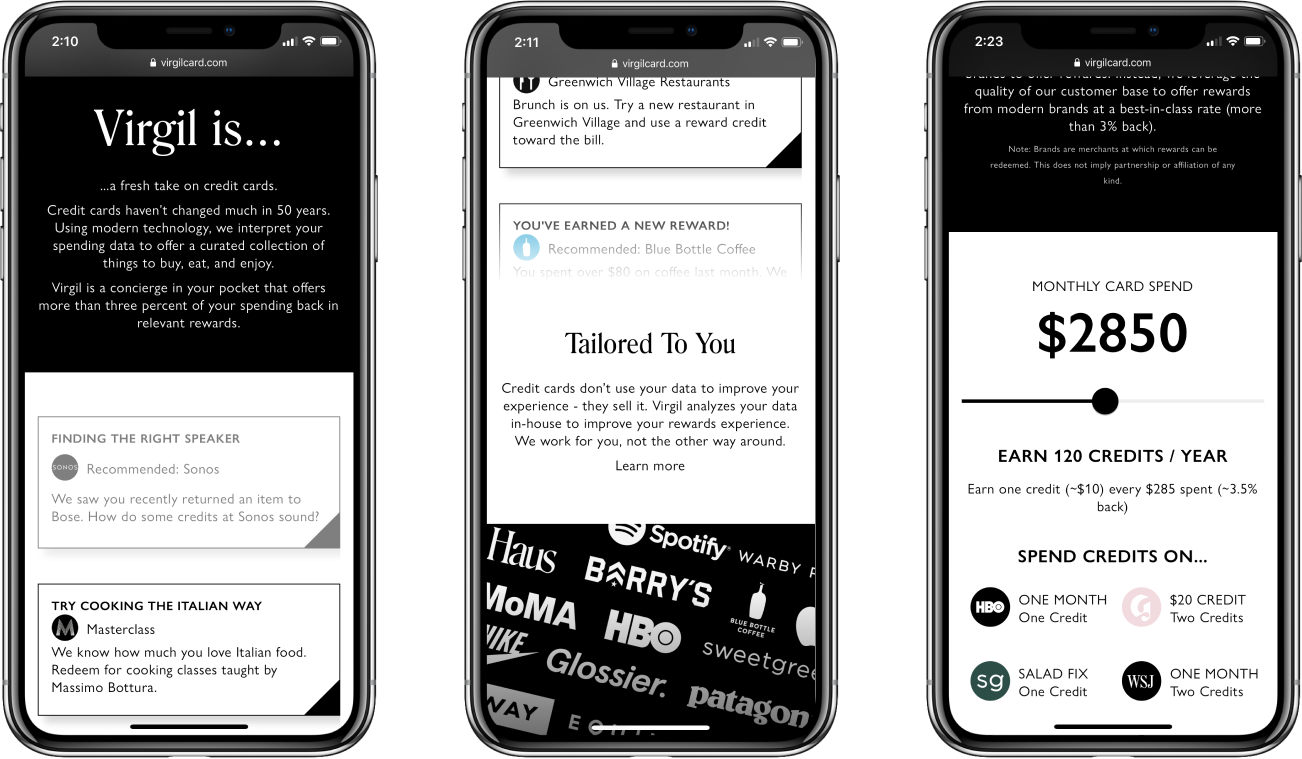 2:10
virgilcard.com
Virgil is...
...a fresh take on credit cards.
Credit cards haven't changed much in 50 years.
Using modern technology, we interpret your
spending data to offer a curated collection of
things to buy, eat, and enjoy.
Virgil is a concierge in your pocket that offers
more than three percent of your spending back in
relevant rewards.
FINDING THE RIGHT SPEAKER
SONOS
Recommended: Sonos
We saw you recently returned an item to
Bose. How do some credits at Sonos sound?
TRY COOKING THE ITALIAN WAY
M
Masterclass
We know how much you love Italian food.
Redeem for cooking classes taught by
Massimo Bottura.
2:11
virgilcard.com
Greenwich Village Restaurants
Brunch is on us. Try a new restaurant in
Greenwich Village and use a reward credit
toward the bill.
YOU'VE EARNED A NEW REWARD!
Recommended: Blue Bottle Coffee
You spent over $80 on coffee last month. We
Tailored To You
Credit cards don't use your data to improve your
experience - they sell it. Virgil analyzes your data
in-house to improve your rewards experience.
We work for you, not the other way around.
Learn more
Spotify
WARBY P
Haus
BARRY'S
BLUE BOTTLE
COFFEE
MoMA
HBO
sweetgree
NIKE
Glossier.
patagon
WAY
2:23
virgilcard.com
brands to offer rewards. Instead, we leverage the
quality of our customer base to offer rewards
from modern brands at a best-in-class rate (more
than 3% back).
Note: Brands are merchants at which rewards can be
redeemed. This does not imply partnership or affiliation of any
kind.
MONTHLY CARD SPEND
$2850
EARN 120 CREDITS / YEAR
Earn one credit (~$10) every $285 spent (~3.5%
back)
SPEND CREDITS ON...
HBO
ONE MONTH
One Credit
G.
$20 CREDIT
Two Credits
sg
SALAD FIX
One Credit
WSJ
ONE MONTH
Two Credits